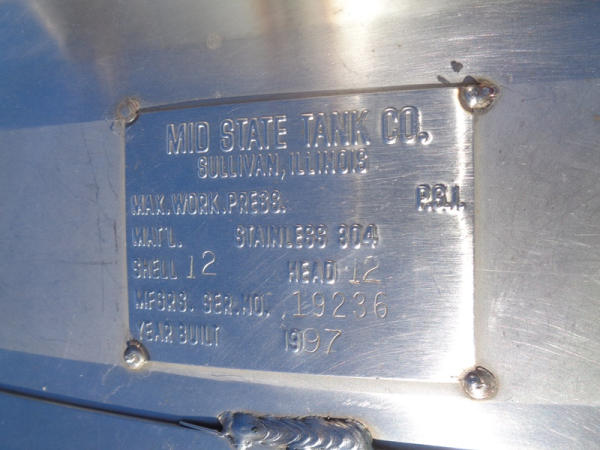 MID STATE TANK CO.
SULLIVAN, ILLINOIS
MAX. WORK. PRESS. P.S.I.
MAT'L. STAINLESS 304
SHELL 12 HEAD 12
MFGRS. SER. NO. 19236
YEAR BUILT 1997